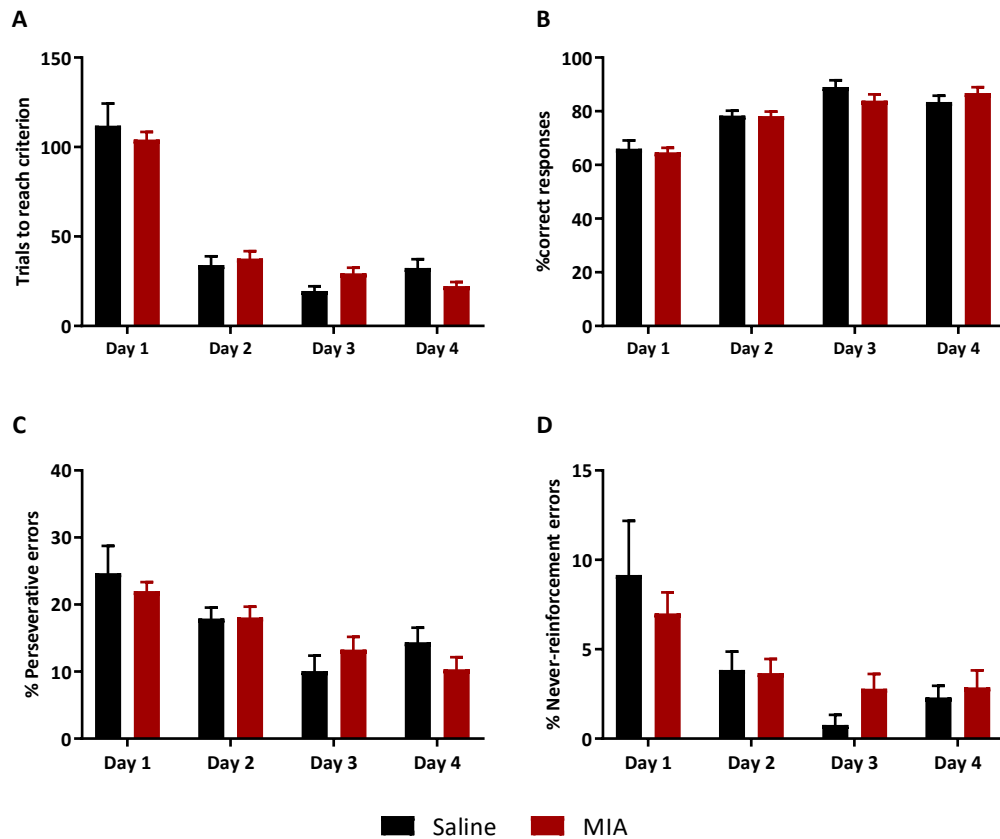 A
Trials to reach criterion
150
100
50
0
Day 1 Day 2 Day 3 Day 4
B
%correct responses
100
80
60
40
20
0
Day 1 Day 2 Day 3 Day 4
C
% Perseverative errors
40
30
20
10
0
Day 1 Day 2 Day 3 Day 4
D
% Never-reinforcement errors
15
10
5
0
Day 1 Day 2 Day 3 Day 4
Saline MIA